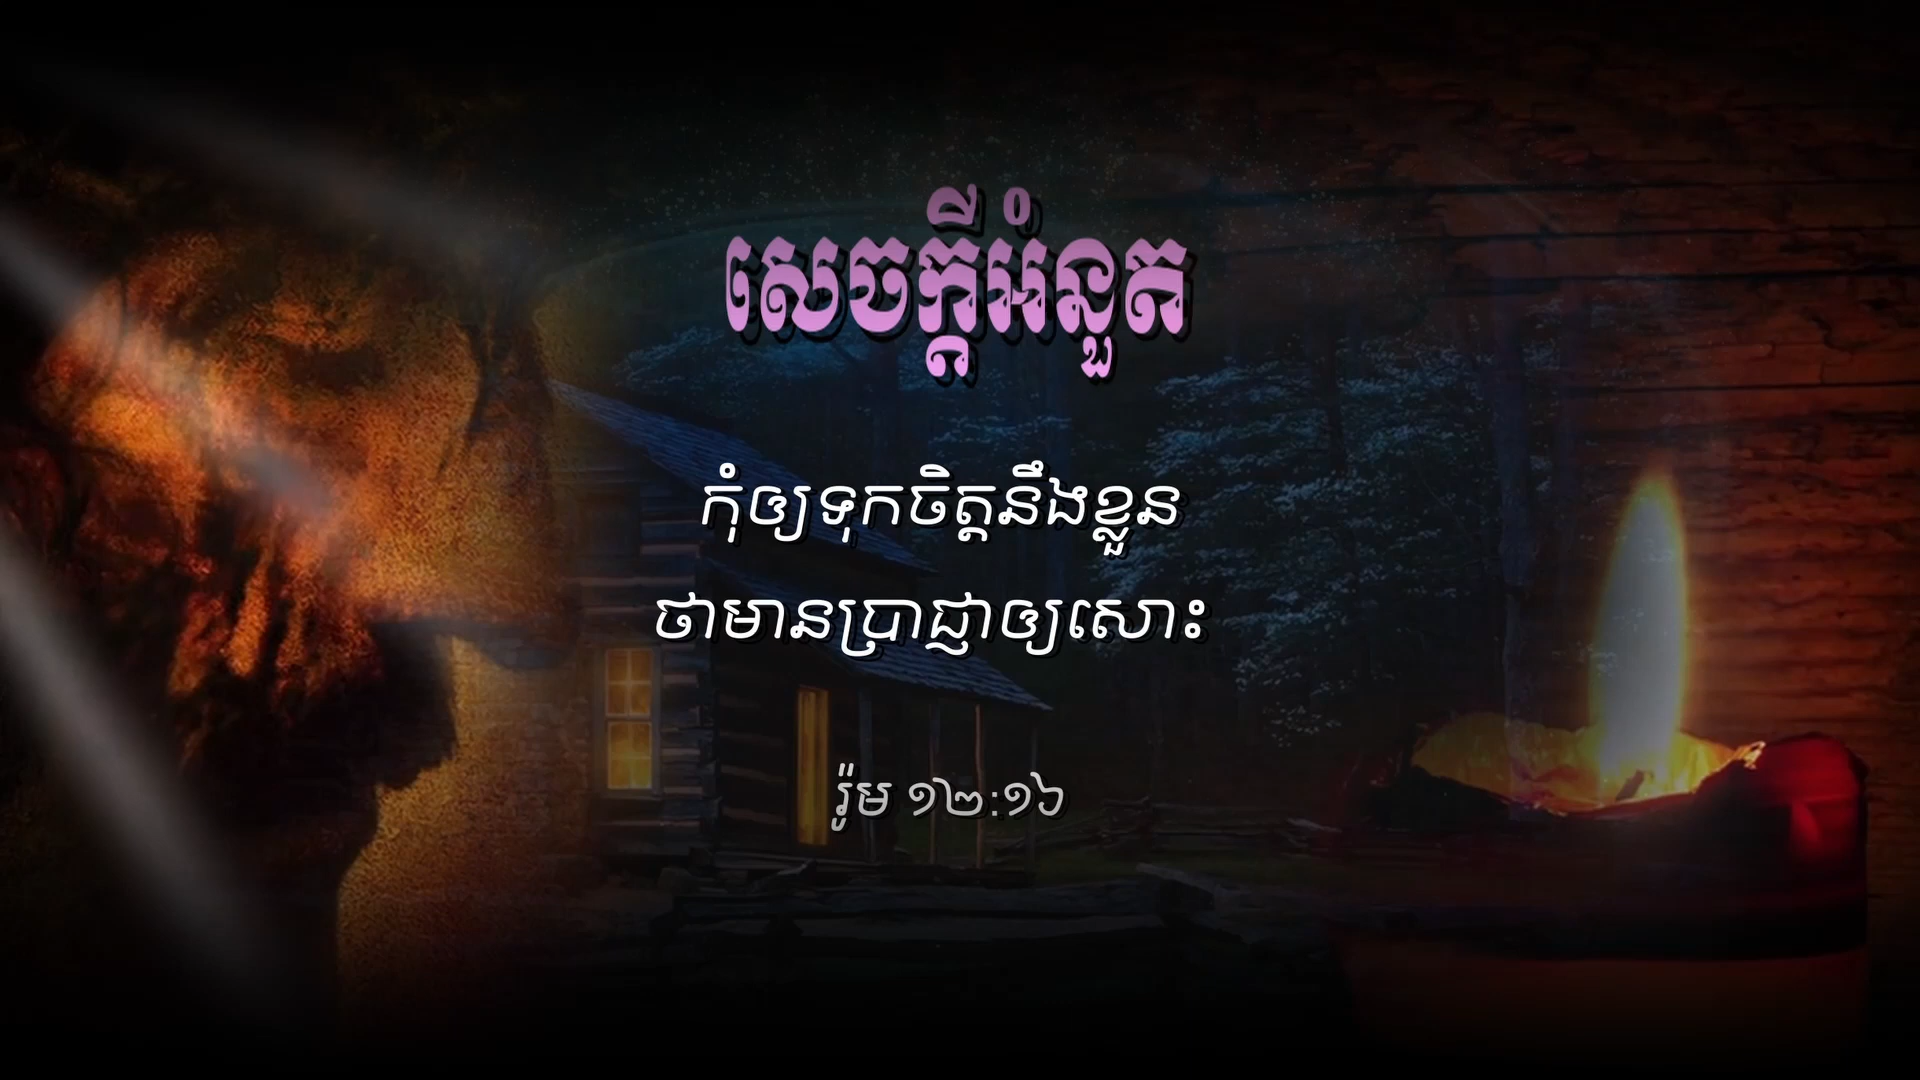 សេចក្ដីអំនួត
កុំឲ្យទុកចិត្តនឹងខ្លួន
ថាមានប្រាជ្ញាឲ្យសោះ
រ៉ូម ១២:១៦